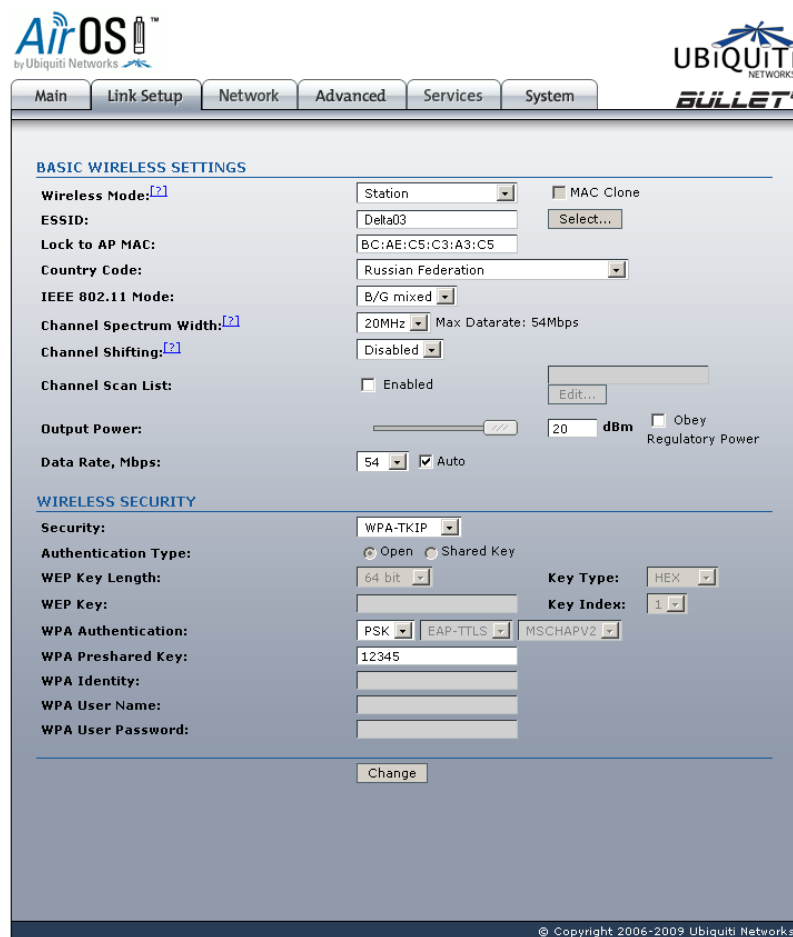 AirOS™
by Ubiquiti Networks
UBiQUiTi
NETWORKS
Main Link Setup Network Advanced Services System
BULLET
BASIC WIRELESS SETTINGS
Wireless Mode:[?] Station MAC Clone
ESSID: Delta03 Select...
Lock to AP MAC: BC:AE:C5:C3:A3:C5
Country Code: Russian Federation
IEEE 802.11 Mode: B/G mixed
Channel Spectrum Width:[?] 20MHz Max Datarate: 54Mbps
Channel Shifting:[?] Disabled
Channel Scan List: Enabled
Edit...
Output Power: 20 dBm Obey
Regulatory Power
Data Rate, Mbps: 54 Auto
WIRELESS SECURITY
Security: WPA-TKIP
Authentication Type: Open Shared Key
WEP Key Length: 64 bit Key Type: HEX
WEP Key: Key Index: 1
WPA Authentication: PSK EAP-TTLS MSCHAPV2
WPA Preshared Key: 12345
WPA Identity:
WPA User Name:
WPA User Password:
Change
© Copyright 2006-2009 Ubiquiti Networks